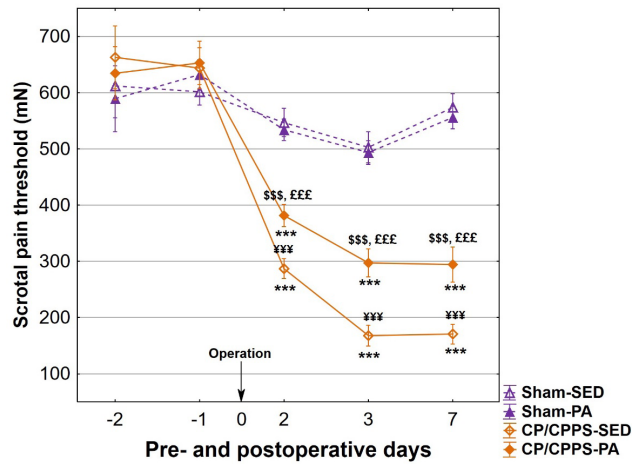 Scrotal pain threshold (mN)
700
600
500
400
300
200
100
$$$, £££
***
¥¥¥
***
$$$, £££
***
¥¥¥
***
$$$, £££
***
¥¥¥
***
Operation
-2 -1 0 2 3 7
Pre- and postoperative days
Sham-SED
Sham-PA
CP/CPPS-SED
CP/CPPS-PA